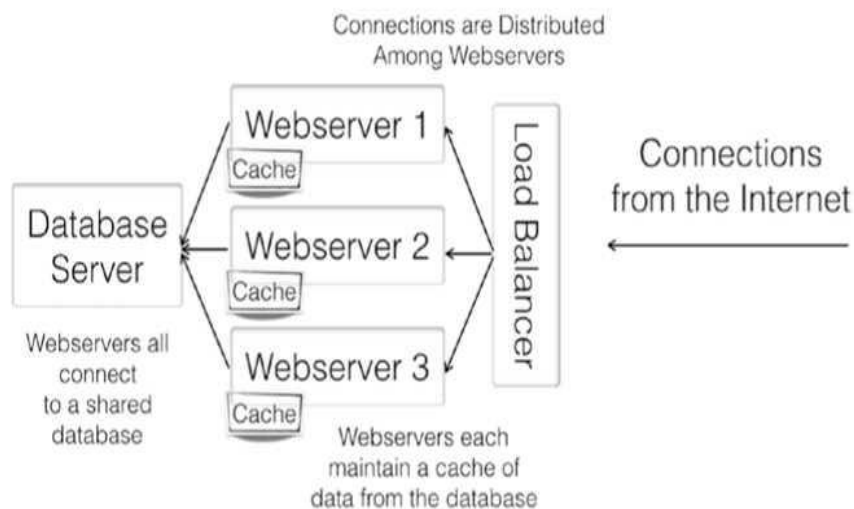 Connections are Distributed
Among Webservers
Webserver 1
Cache
Load Balancer
Connections
from the Internet
Database
Server
Webserver 2
Cache
Webserver 3
Cache
Webservers all
connect
to a shared
database
Webservers each
maintain a cache of
data from the database